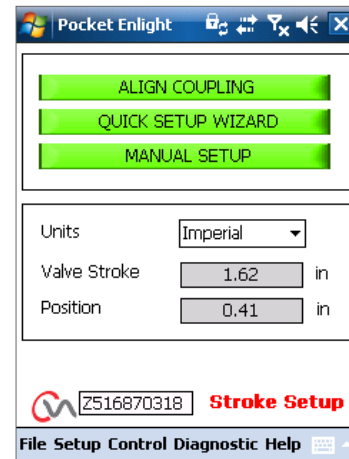 Pocket Enlight
ALIGN COUPLING
QUICK SETUP WIZARD
MANUAL SETUP
Units Imperial
Valve Stroke 1.62 in
Position 0.41 in
Z516870318 Stroke Setup
File Setup Control Diagnostic Help